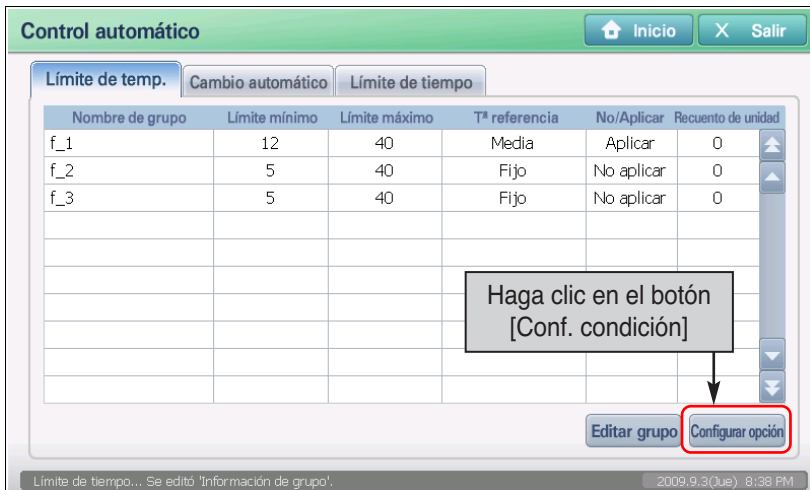 Control automático
Inicio
X Salir
Límite de temp.
Cambio automático
Límite de tiempo
Nombre de grupo Límite mínimo Límite máximo Tª referencia No/Aplicar Recuento de unidad
f_1 12 40 Media Aplicar 0
f_2 5 40 Fijo No aplicar 0
f_3 5 40 Fijo No aplicar 0
Haga clic en el botón
[Conf. condición]
Editar grupo
Configurar opción
Límite de tiempo... Se editó 'Información de grupo'.
2009.9.3(Jue) 8:38 PM